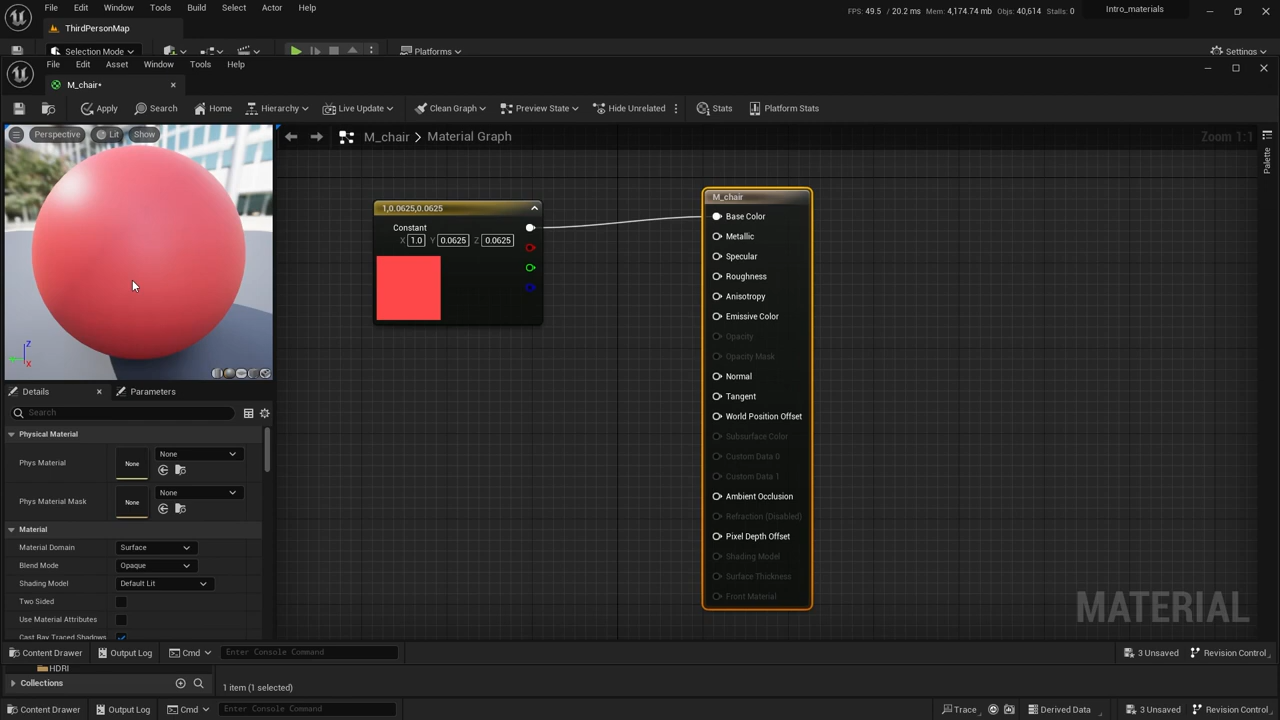 File Edit Window Tools Build Select Actor Help
FPS: 49.5 / 20.2 ms Mem: 4,174.74 mb Objs: 40,614 Stalls: 0
Intro_materials
ThirdPersonMap
Selection Mode
Platforms
Settings
File Edit Asset Window Tools Help
M_chair•
Apply Search Home Hierarchy Live Update Clean Graph Preview State Hide Unrelated Stats Platform Stats
Perspective Lit Show
M_chair > Material Graph
Zoom 1:1
Palette
1,0.0625,0.0625
Constant
X 1.0 Y 0.0625 Z 0.0625
M_chair
Base Color
Metallic
Specular
Roughness
Anisotropy
Emissive Color
Opacity
Opacity Mask
Normal
Tangent
World Position Offset
Subsurface Color
Custom Data 0
Custom Data 1
Ambient Occlusion
Refraction (Disabled)
Pixel Depth Offset
Shading Model
Surface Thickness
Front Material
Z
X
Details Parameters
Search
Physical Material
Phys Material None None
Phys Material Mask None None
Material
Material Domain Surface
Blend Mode Opaque
Shading Model Default Lit
Two Sided
Use Material Attributes
Cast Ray Traced Shadows
MATERIAL
Content Drawer Output Log Cmd Enter Console Command 3 Unsaved Revision Control
HDRI
Collections
1 item (1 selected)
Content Drawer Output Log Cmd Enter Console Command Trace Derived Data 3 Unsaved Revision Control